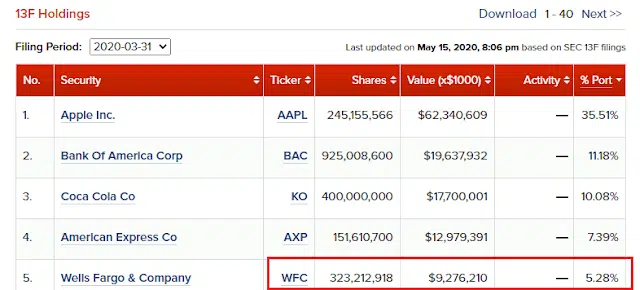 13F Holdings Download 1 - 40 Next >>
Filing Period: 2020-03-31 Last updated on May 15, 2020, 8:06 pm based on SEC 13F filings
No. Security Ticker Shares Value (x$1000) Activity % Port
1. Apple Inc. AAPL 245,155,566 $62,340,609 — 35.51%
2. Bank Of America Corp BAC 925,008,600 $19,637,932 — 11.18%
3. Coca Cola Co KO 400,000,000 $17,700,001 — 10.08%
4. American Express Co AXP 151,610,700 $12,979,391 — 7.39%
5. Wells Fargo & Company WFC 323,212,918 $9,276,210 — 5.28%